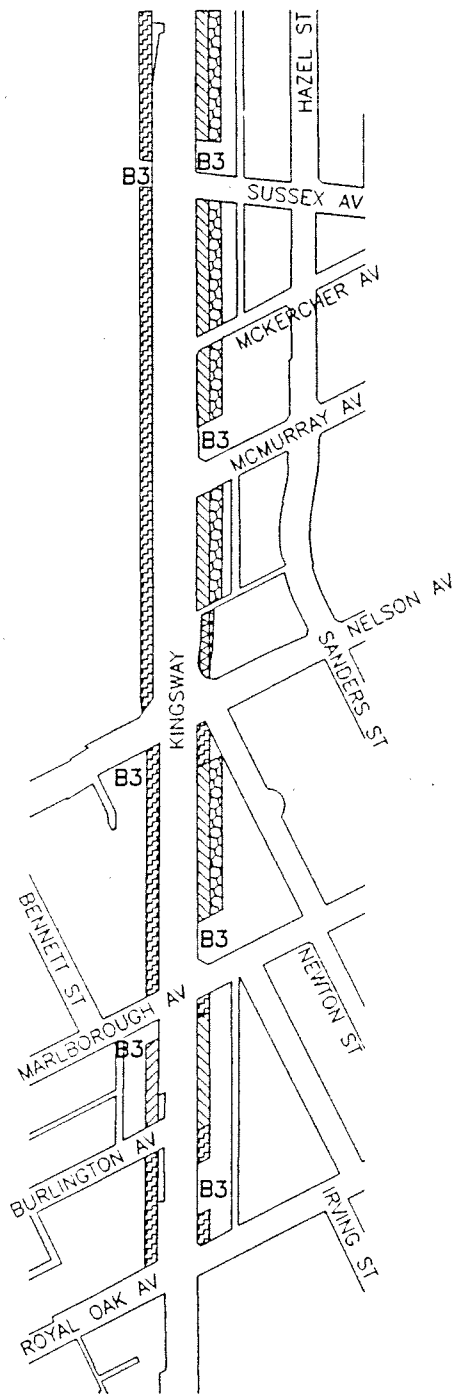 HAZEL ST
B3
B3
SUSSEX AV
MCKERCHER AV
B3
MCMURRAY AV
NELSON AV
SANDERS ST
KINGSWAY
B3
BENNETT ST
B3
NEWTON ST
MARLBOROUGH AV
B3
BURLINGTON AV
B3
IRVING ST
ROYAL OAK AV